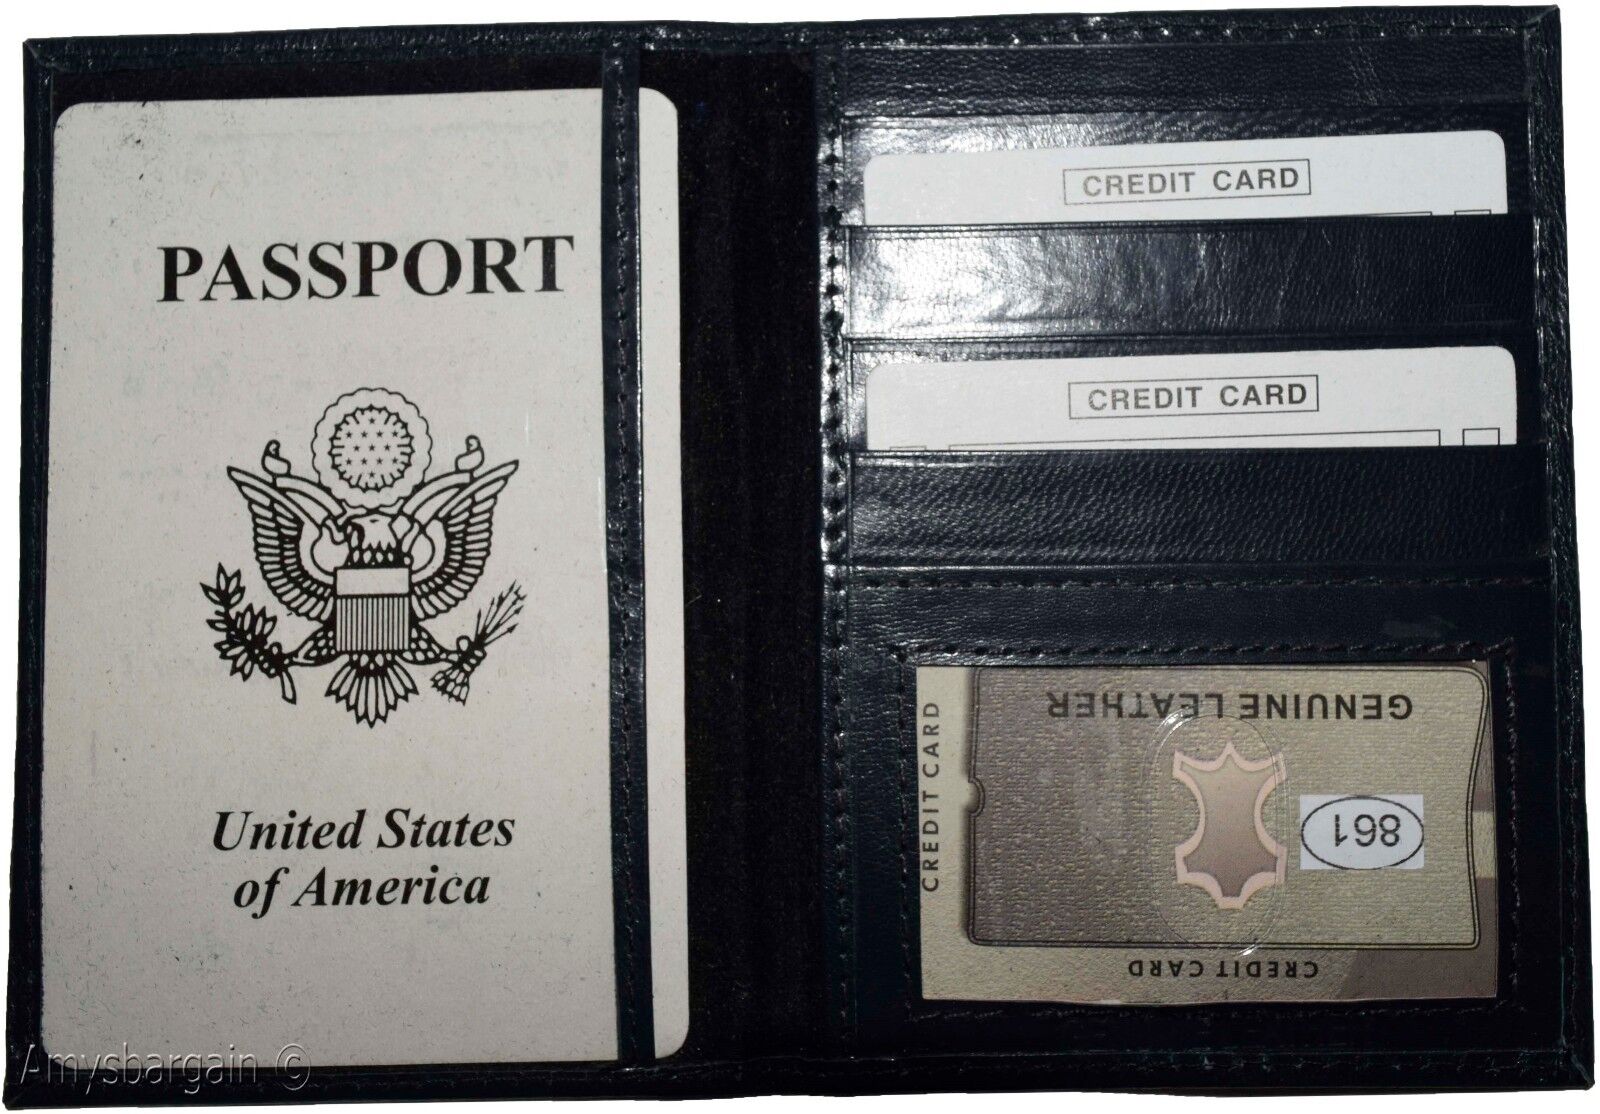 PASSPORT
United States
of America
CREDIT CARD
CREDIT CARD
GENUINE LEATHER
CREDIT CARD
861
CREDIT CARD
Amysbargain ©